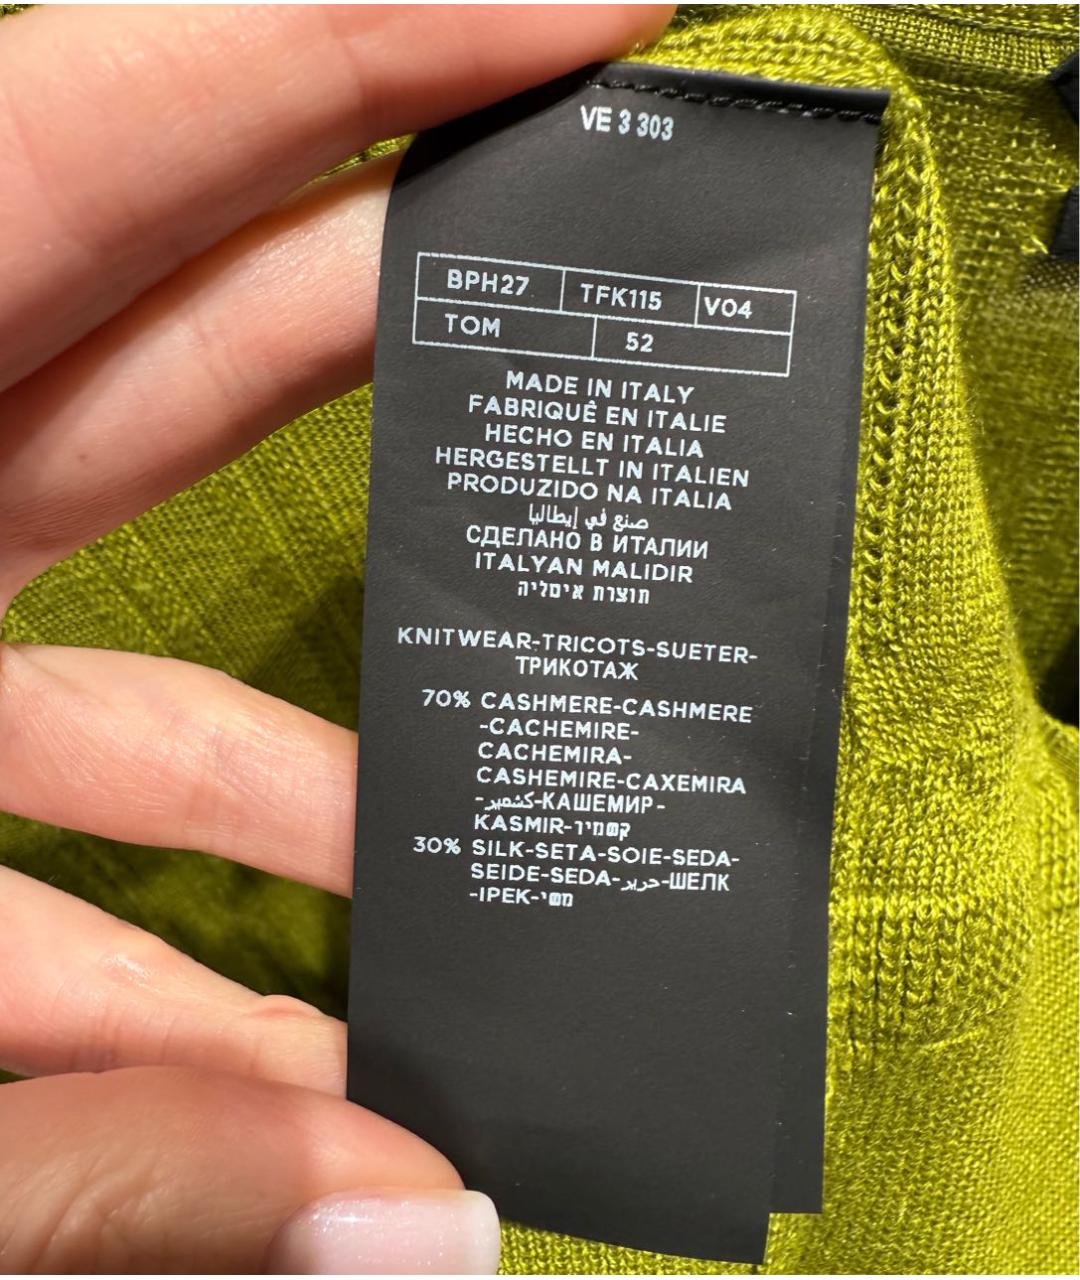 VE 3 303
BPH27 TFK115 V04
TOM 52
MADE IN ITALY
FABRIQUÊ EN ITALIE
HECHO EN ITALIA
HERGESTELLT IN ITALIEN
PRODUZIDO NA ITALIA
صنع في إيطاليا
СДЕЛАНО В ИТАЛИИ
ITALYAN MALIDIR
תוצרת איטליה
KNITWEAR-TRICOTS-SUETER-
ТРИКОТАЖ
70% CASHMERE-CASHMERE
-CACHEMIRE-
CACHEMIRA-
CASHEMIRE-CAXEMIRA
-كشمير-КАШЕМИР-
KASMIR-קשמיר
30% SILK-SETA-SOIE-SEDA-
SEIDE-SEDA-حرير-ШЕЛК
-IPEK-משי